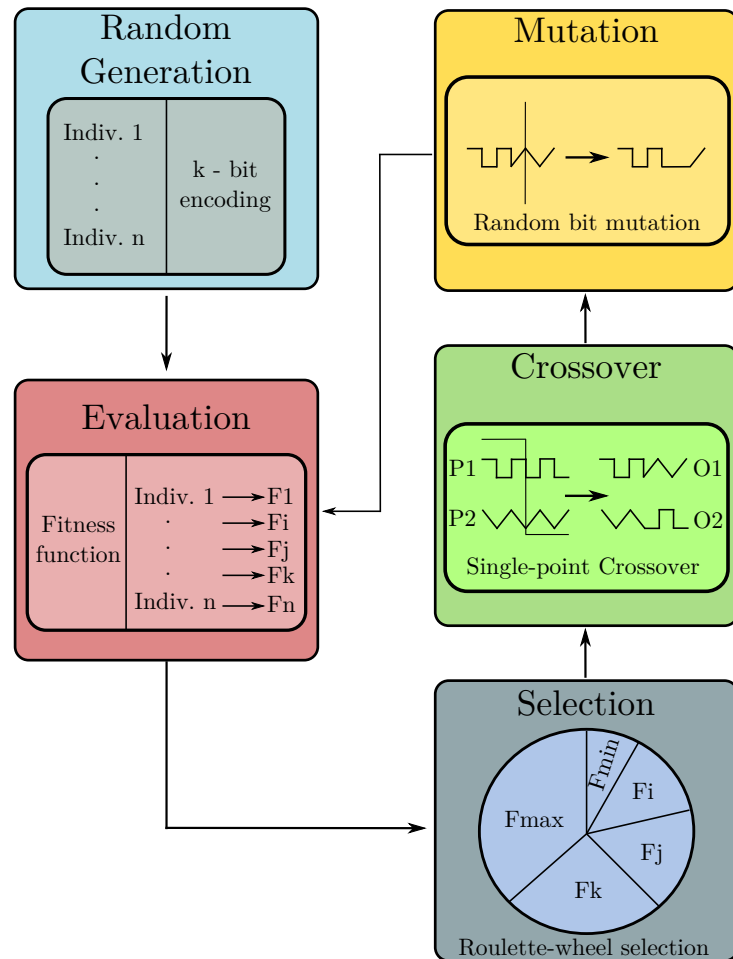 Random
Generation
Indiv. 1
.
.
.
Indiv. n
k - bit
encoding
Evaluation
Fitness
function
Indiv. 1
F1
.
Fi
.
Fj
.
Fk
Indiv. n
Fn
Mutation
Random bit mutation
Crossover
P1
O1
P2
O2
Single-point Crossover
Selection
Fmin
Fi
Fmax
Fj
Fk
Roulette-wheel selection